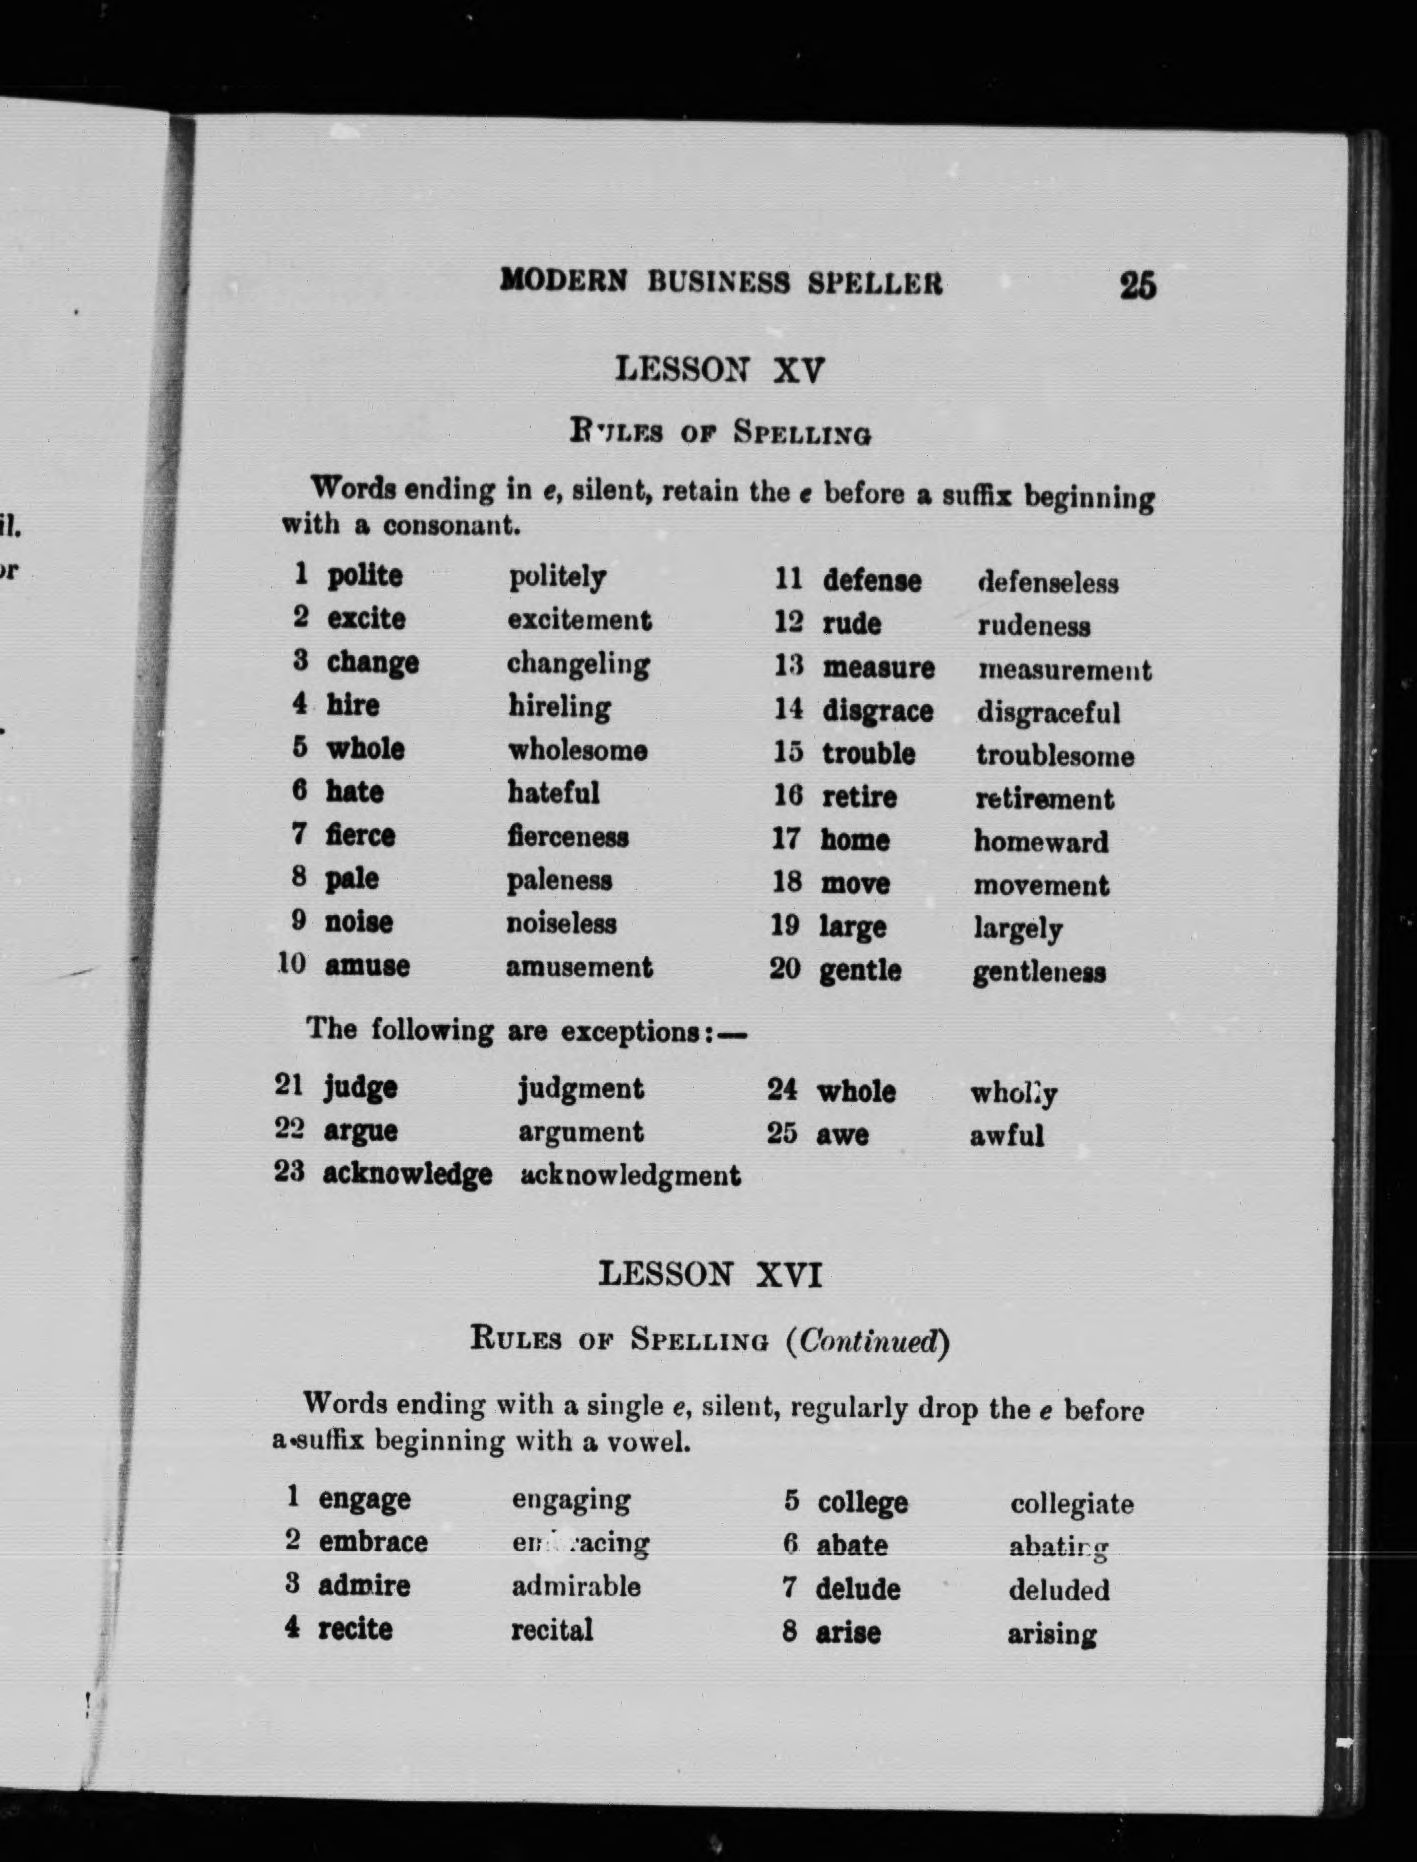 MODERN BUSINESS SPELLER 25
LESSON XV
RULES OF SPELLING
Words ending in e, silent, retain the e before a suffix beginning
with a consonant.
1 polite politely 11 defense defenseless
2 excite excitement 12 rude rudeness
3 change changeling 13 measure measurement
4 hire hireling 14 disgrace disgraceful
5 whole wholesome 15 trouble troublesome
6 hate hateful 16 retire retirement
7 fierce fierceness 17 home homeward
8 pale paleness 18 move movement
9 noise noiseless 19 large largely
10 amuse amusement 20 gentle gentleness
The following are exceptions:—
21 judge judgment 24 whole wholly
22 argue argument 25 awe awful
23 acknowledge acknowledgment
LESSON XVI
RULES OF SPELLING (Continued)
Words ending with a single e, silent, regularly drop the e before
a suffix beginning with a vowel.
1 engage engaging 5 college collegiate
2 embrace embracing 6 abate abating
3 admire admirable 7 delude deluded
4 recite recital 8 arise arising